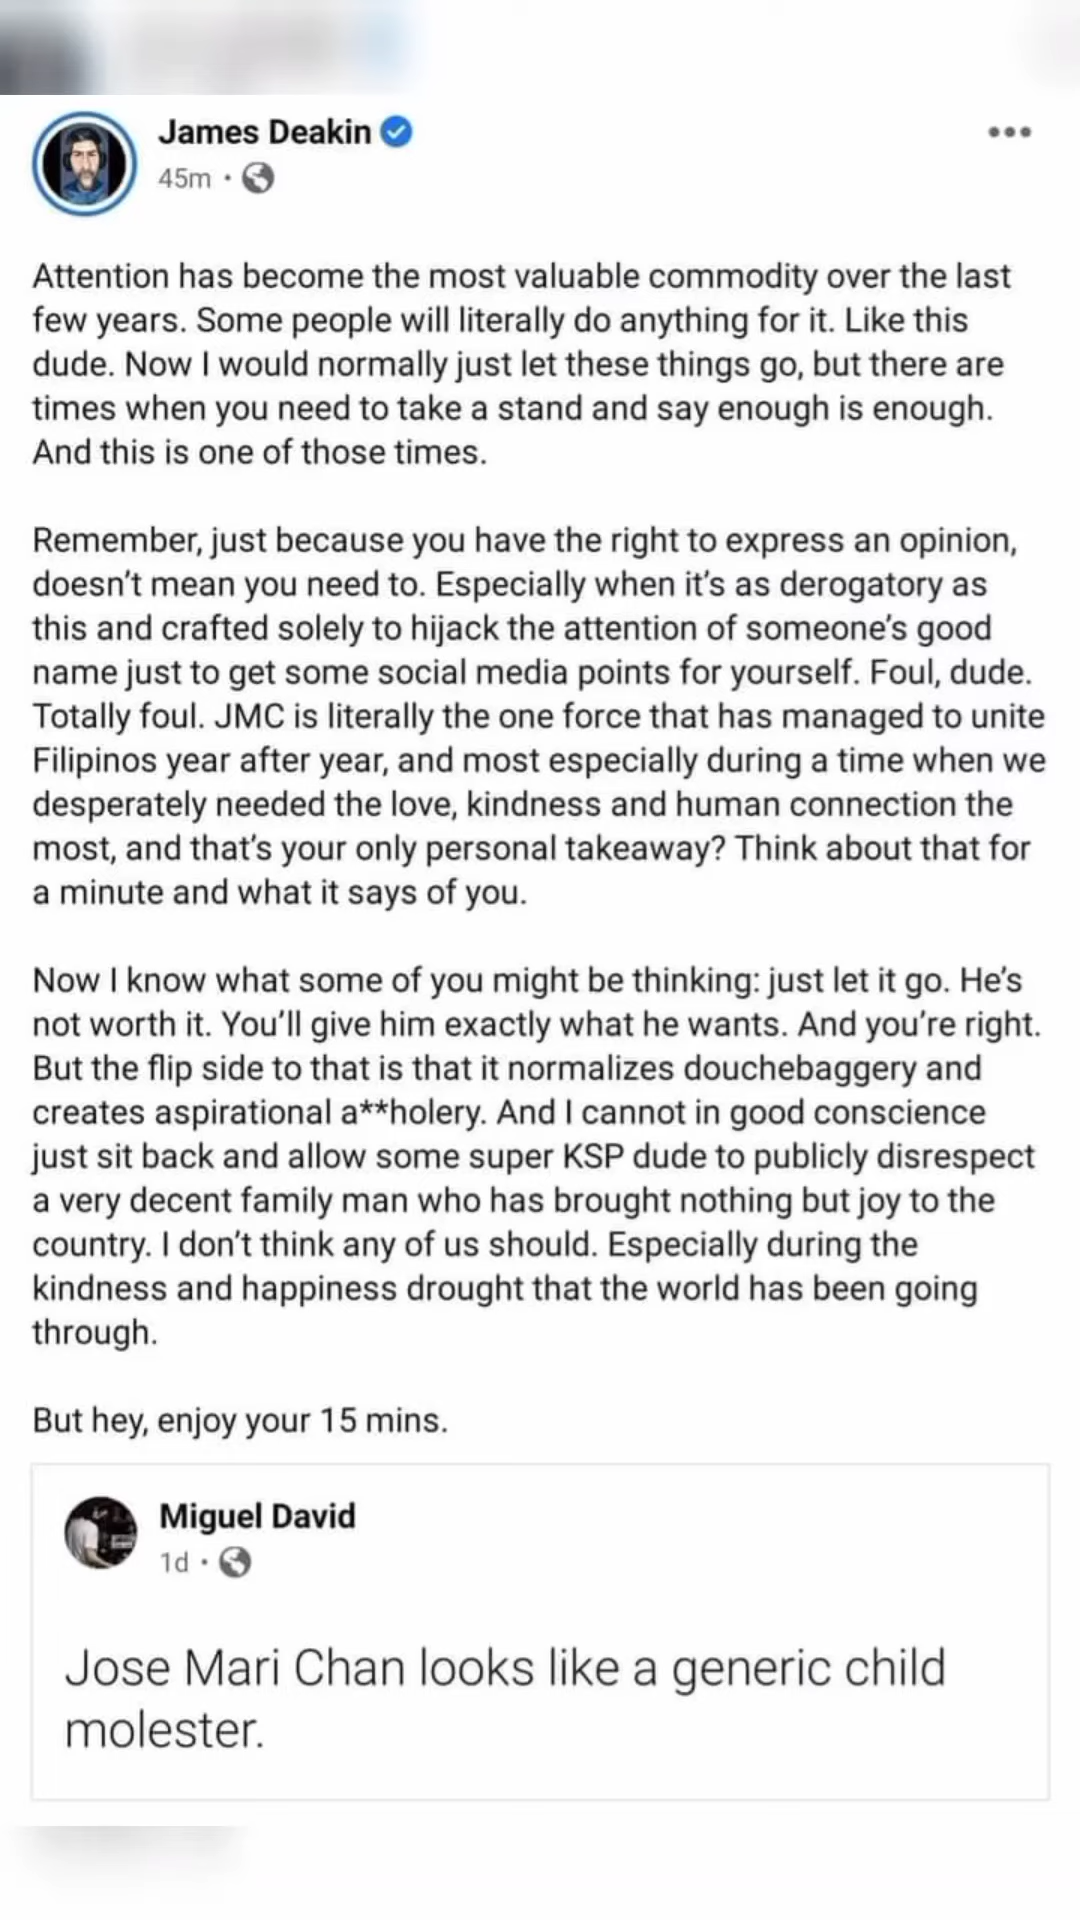 James Deakin
45m
Attention has become the most valuable commodity over the last
few years. Some people will literally do anything for it. Like this
dude. Now I would normally just let these things go, but there are
times when you need to take a stand and say enough is enough.
And this is one of those times.
Remember, just because you have the right to express an opinion,
doesn't mean you need to. Especially when it's as derogatory as
this and crafted solely to hijack the attention of someone's good
name just to get some social media points for yourself. Foul, dude.
Totally foul. JMC is literally the one force that has managed to unite
Filipinos year after year, and most especially during a time when we
desperately needed the love, kindness and human connection the
most, and that's your only personal takeaway? Think about that for
a minute and what it says of you.
Now I know what some of you might be thinking: just let it go. He's
not worth it. You'll give him exactly what he wants. And you're right.
But the flip side to that is that it normalizes douchebaggery and
creates aspirational a**holery. And I cannot in good conscience
just sit back and allow some super KSP dude to publicly disrespect
a very decent family man who has brought nothing but joy to the
country. I don't think any of us should. Especially during the
kindness and happiness drought that the world has been going
through.
But hey, enjoy your 15 mins.
Miguel David
1d
Jose Mari Chan looks like a generic child
molester.